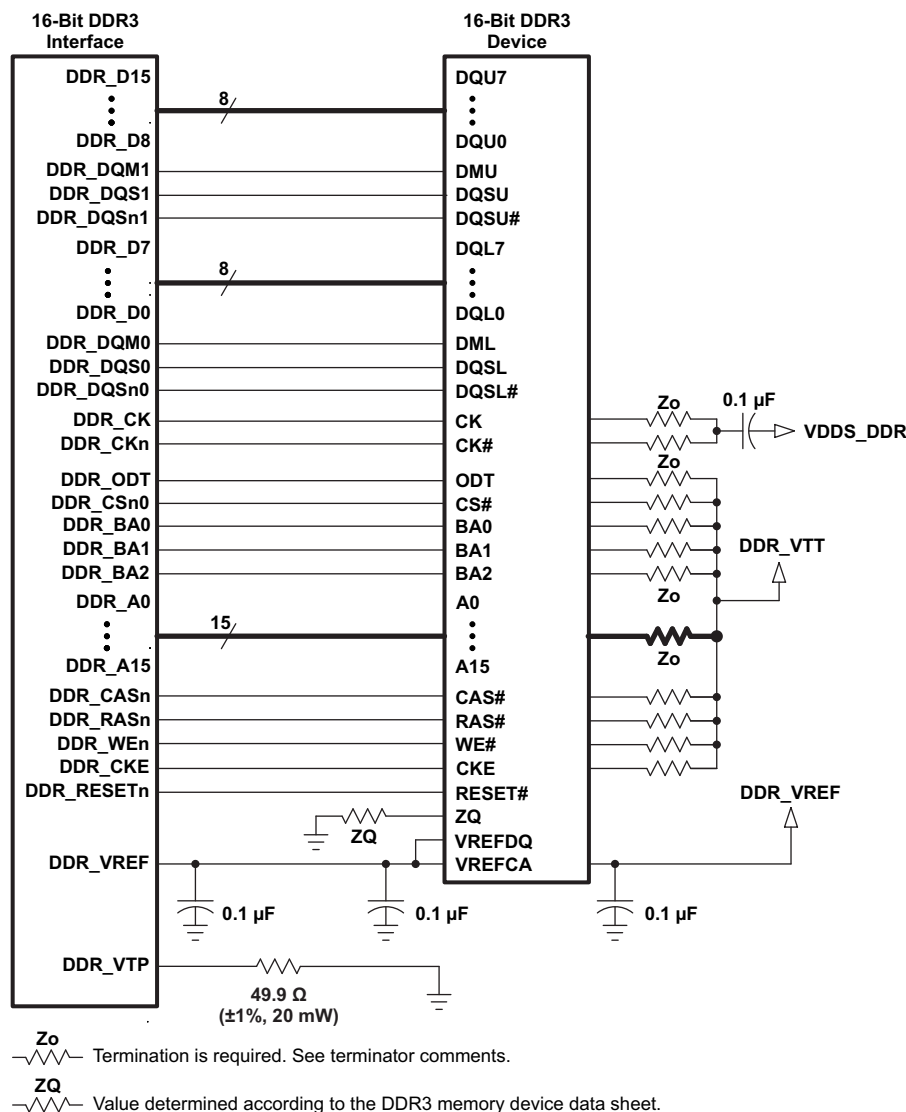 16-Bit DDR3
Interface
16-Bit DDR3
Device
DDR_D15
DQU7
8
DDR_D8
DQU0
DDR_DQM1
DMU
DDR_DQS1
DQSU
DDR_DQSn1
DQSU#
DDR_D7
DQL7
8
DDR_D0
DQL0
DDR_DQM0
DML
DDR_DQS0
DQSL
DDR_DQSn0
DQSL#
Zo
0.1 µF
DDR_CK
CK
VDDS_DDR
DDR_CKn
CK#
Zo
DDR_ODT
ODT
DDR_CSn0
CS#
DDR_BA0
BA0
DDR_BA1
BA1
DDR_VTT
DDR_BA2
BA2
Zo
DDR_A0
A0
15
Zo
DDR_A15
A15
DDR_CASn
CAS#
DDR_RASn
RAS#
DDR_WEn
WE#
DDR_CKE
CKE
DDR_RESETn
RESET#
DDR_VREF
ZQ
ZQ
VREFDQ
DDR_VREF
VREFCA
0.1 µF
0.1 µF
0.1 µF
DDR_VTP
49.9 Ω
(±1%, 20 mW)
Zo
Termination is required. See terminator comments.
ZQ
Value determined according to the DDR3 memory device data sheet.